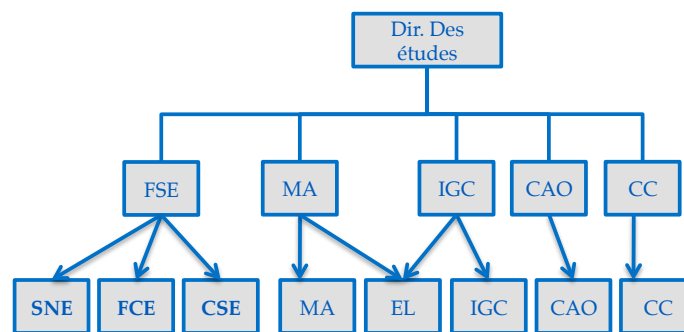 Dir. Des
études
FSE
MA
IGC
CAO
CC
SNE
FCE
CSE
MA
EL
IGC
CAO
CC